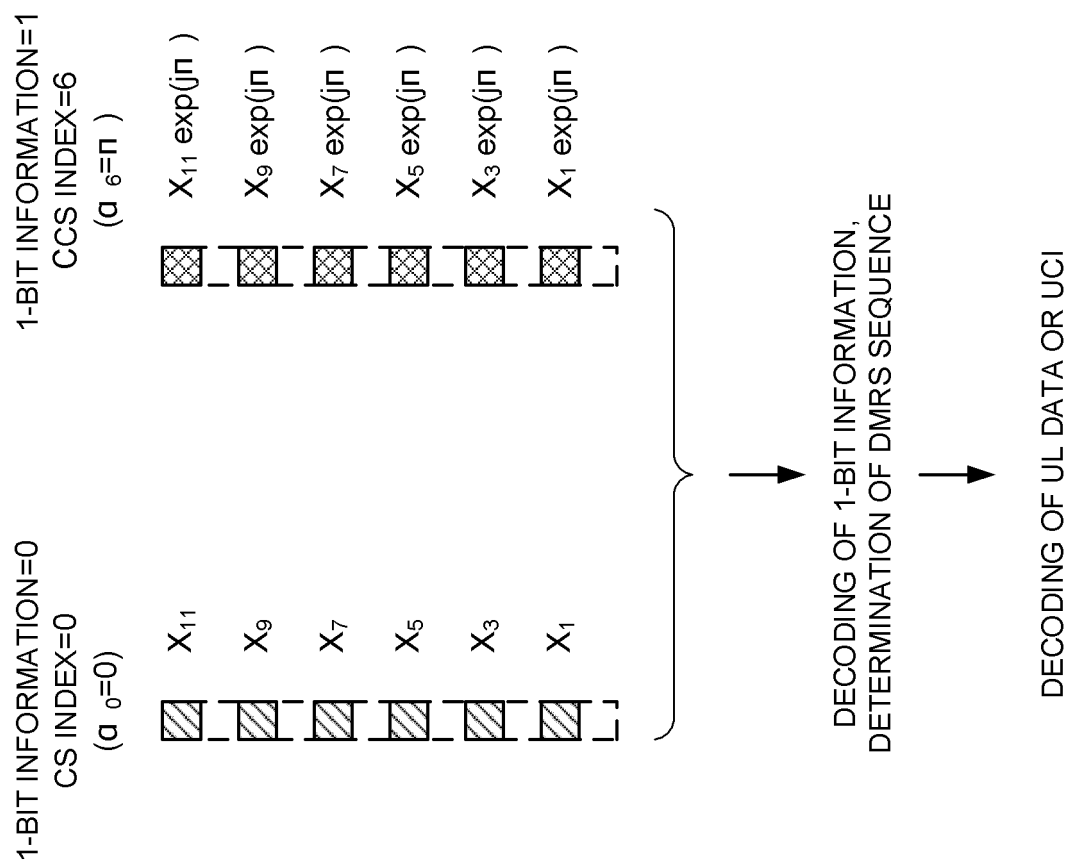 1-BIT INFORMATION=0
CS INDEX=0
(α ₀=0)
X₁₁
X₉
X₇
X₅
X₃
X₁
1-BIT INFORMATION=1
CCS INDEX=6
(α ₆=π )
X₁₁ exp(jπ )
X₉ exp(jπ )
X₇ exp(jπ )
X₅ exp(jπ )
X₃ exp(jπ )
X₁ exp(jπ )
DECODING OF 1-BIT INFORMATION,
DETERMINATION OF DMRS SEQUENCE
DECODING OF UL DATA OR UCI